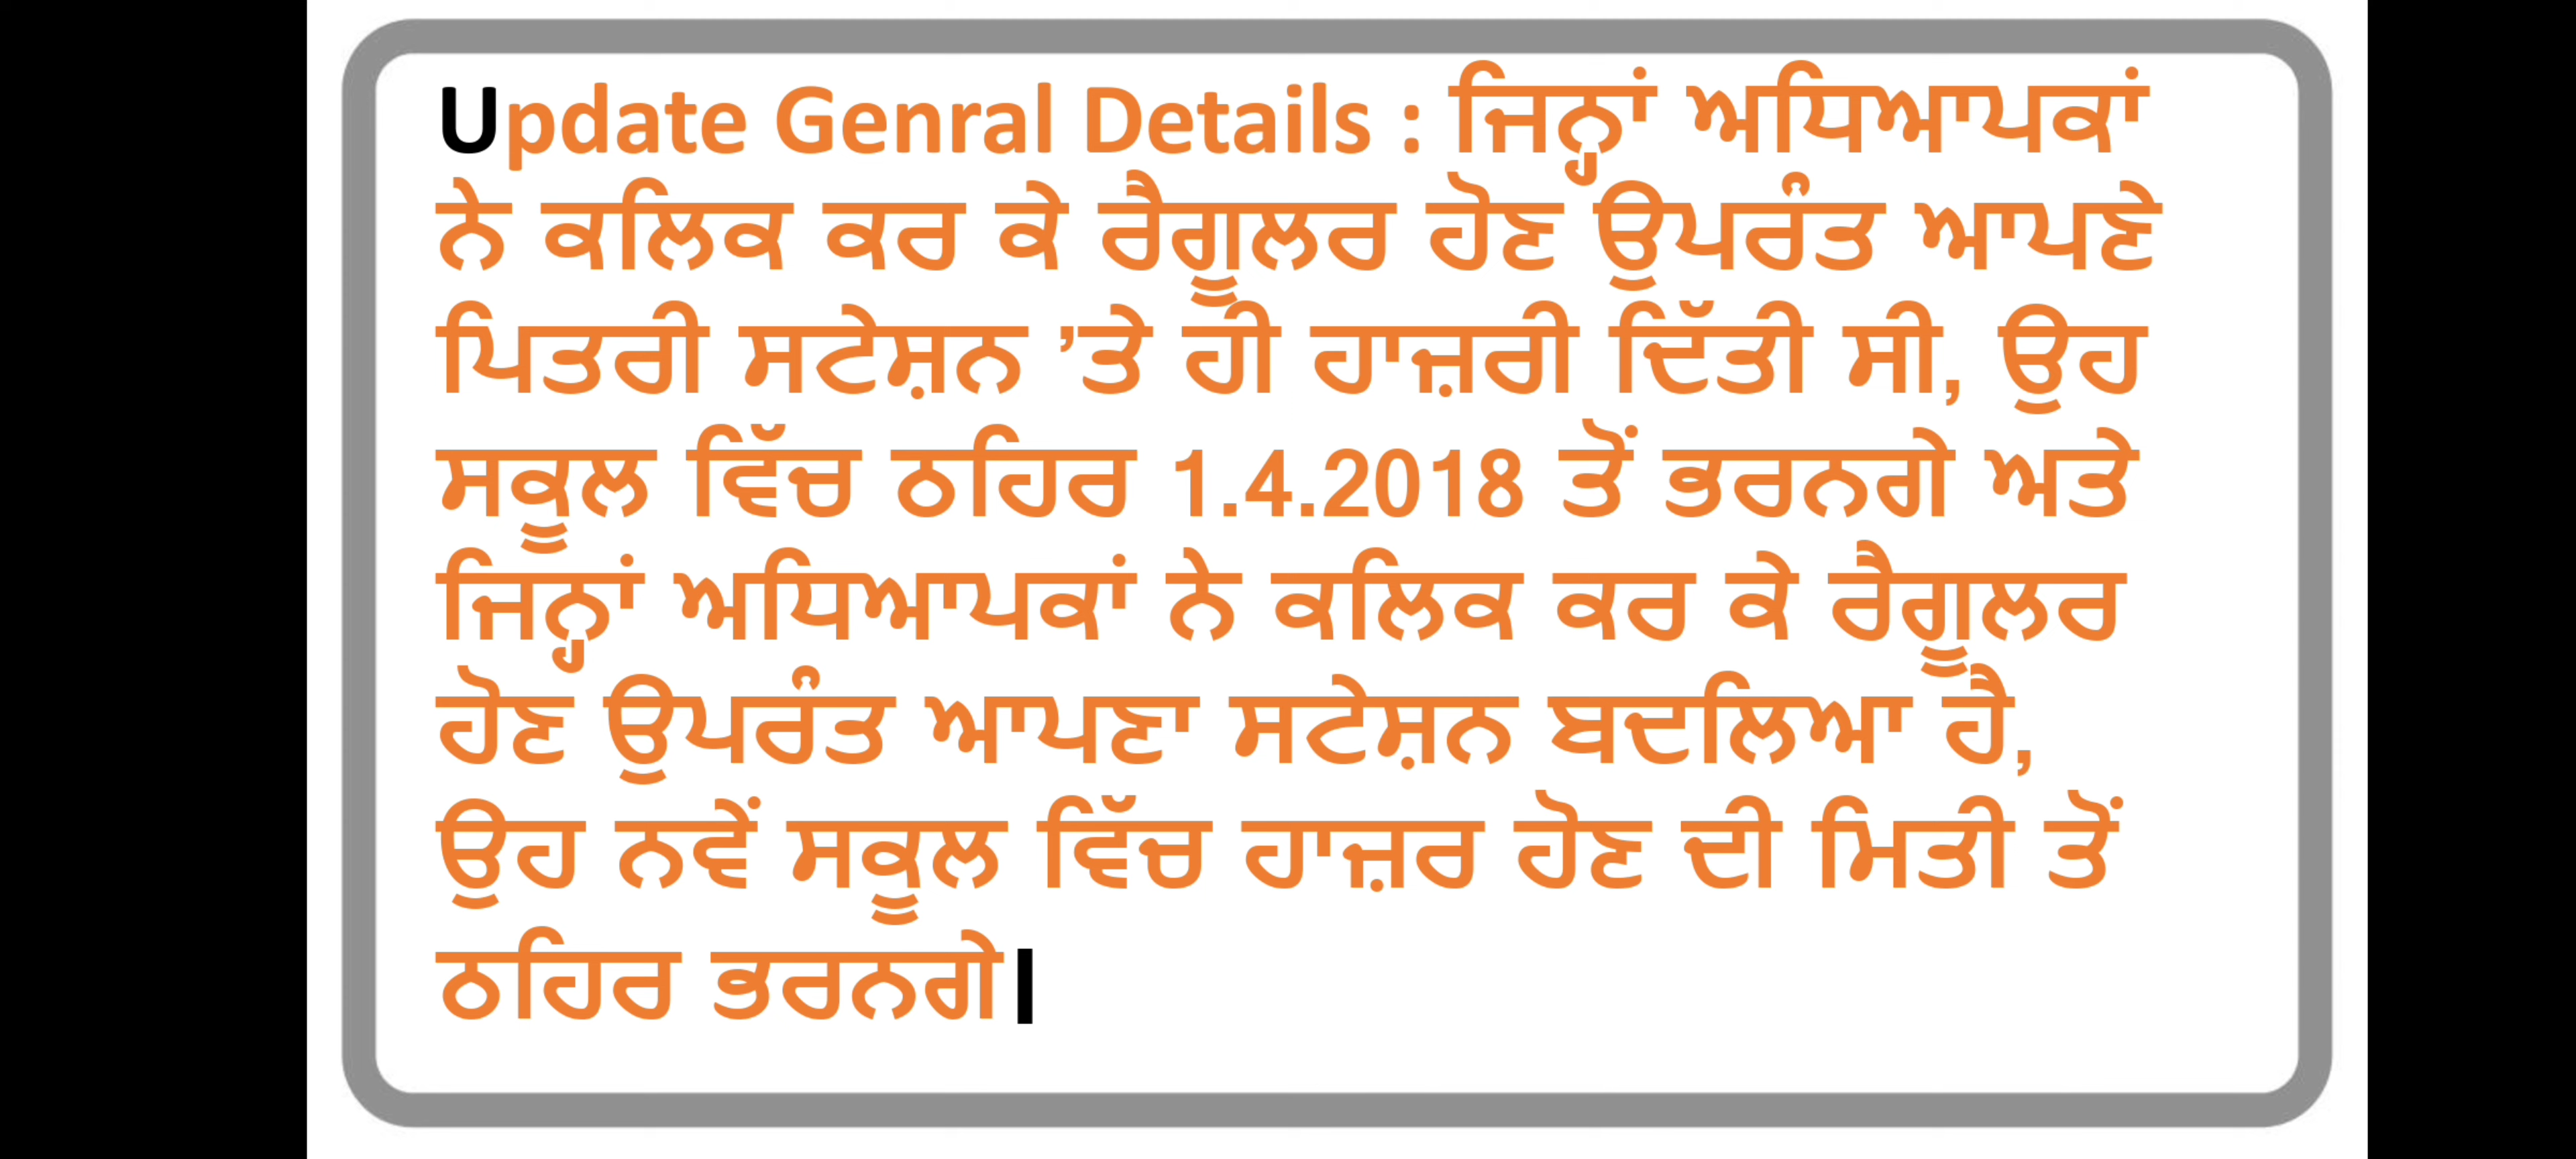 Update Genral Details : ਜਿਨ੍ਹਾਂ ਅਧਿਆਪਕਾਂ
ਨੇ ਕਲਿਕ ਕਰ ਕੇ ਰੈਗੂਲਰ ਹੋਣ ਉਪਰੰਤ ਆਪਣੇ
ਪਿਤਰੀ ਸਟੇਸ਼ਨ ’ਤੇ ਹੀ ਹਾਜ਼ਰੀ ਦਿੱਤੀ ਸੀ, ਉਹ
ਸਕੂਲ ਵਿੱਚ ਠਹਿਰ 1.4.2018 ਤੋਂ ਭਰਨਗੇ ਅਤੇ
ਜਿਨ੍ਹਾਂ ਅਧਿਆਪਕਾਂ ਨੇ ਕਲਿਕ ਕਰ ਕੇ ਰੈਗੂਲਰ
ਹੋਣ ਉਪਰੰਤ ਆਪਣਾ ਸਟੇਸ਼ਨ ਬਦਲਿਆ ਹੈ,
ਉਹ ਨਵੇਂ ਸਕੂਲ ਵਿੱਚ ਹਾਜ਼ਰ ਹੋਣ ਦੀ ਮਿਤੀ ਤੋਂ
ਠਹਿਰ ਭਰਨਗੇ।